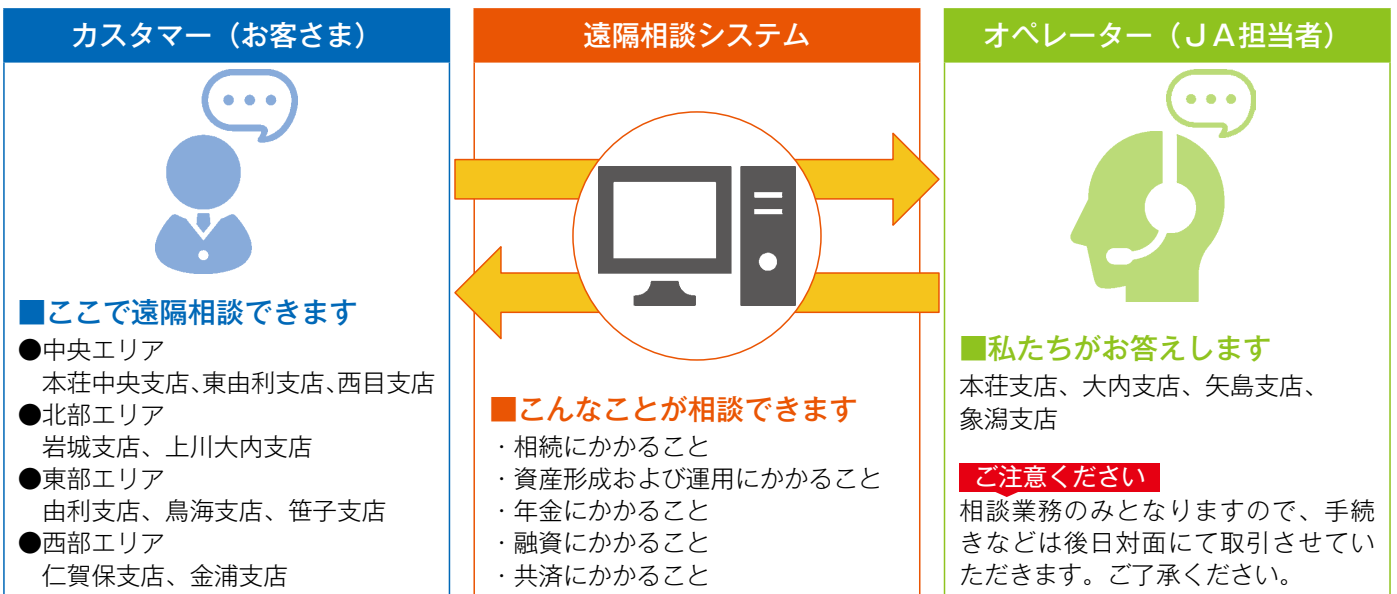 カスタマー（お客さま）
■ここで遠隔相談できます
●中央エリア
本荘中央支店、東由利支店、西目支店
●北部エリア
岩城支店、上川大内支店
●東部エリア
由利支店、鳥海支店、笹子支店
●西部エリア
仁賀保支店、金浦支店
遠隔相談システム
■こんなことが相談できます
・相続にかかること
・資産形成および運用にかかること
・年金にかかること
・融資にかかること
・共済にかかること
オペレーター（ＪＡ担当者）
■私たちがお答えします
本荘支店、大内支店、矢島支店、
象潟支店
ご注意ください
相談業務のみとなりますので、手続
きなどは後日対面にて取引させてい
ただきます。ご了承ください。